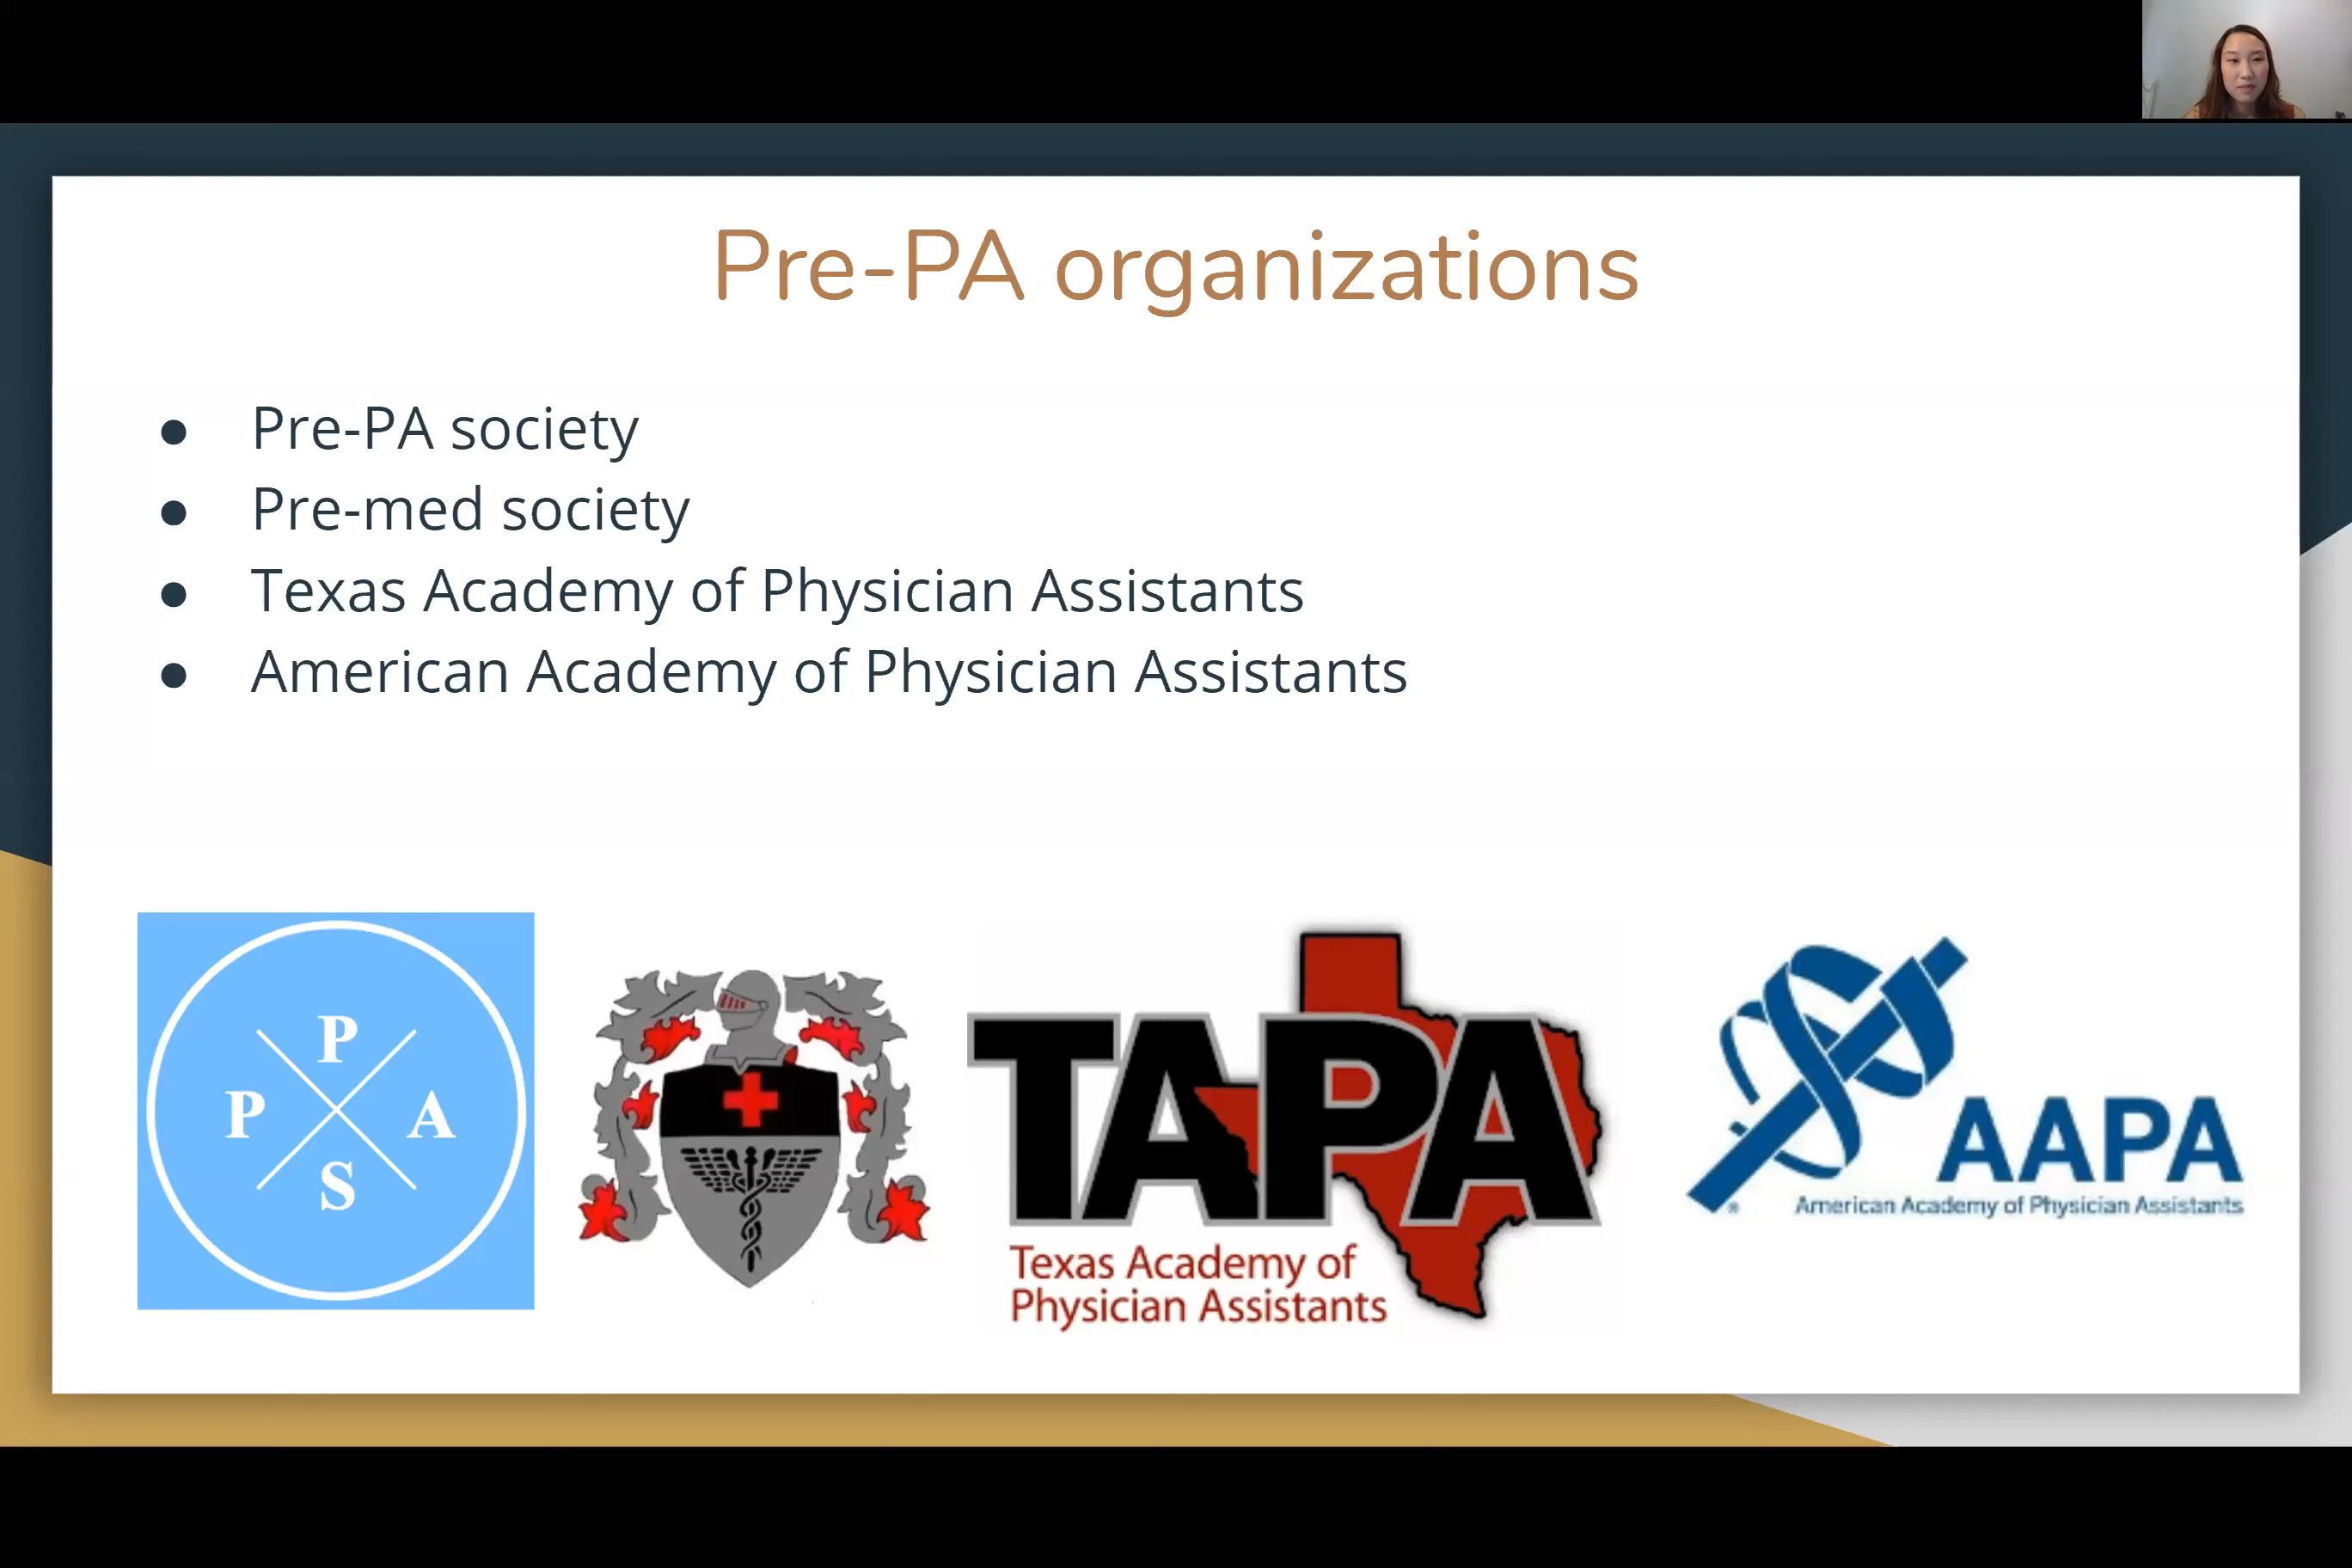 Pre-PA organizations
● Pre-PA society
● Pre-med society
● Texas Academy of Physician Assistants
● American Academy of Physician Assistants
P
P A
S
TAPA
Texas Academy of
Physician Assistants
AAPA
® American Academy of Physician Assistants